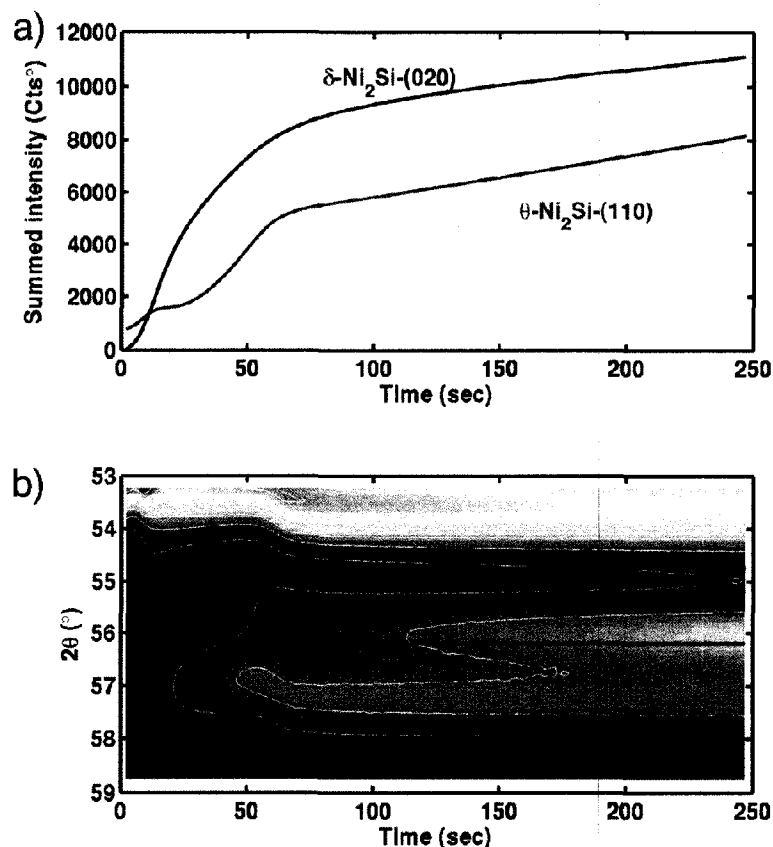 a)
12000
10000
8000
6000
4000
2000
0
Summed intensity (Cts°)
δ-Ni₂Si-(020)
θ-Ni₂Si-(110)
0 50 100 150 200 250
Time (sec)
b)
53
54
55
56
57
58
59
2θ (°)
0 50 100 150 200 250
Time (sec)